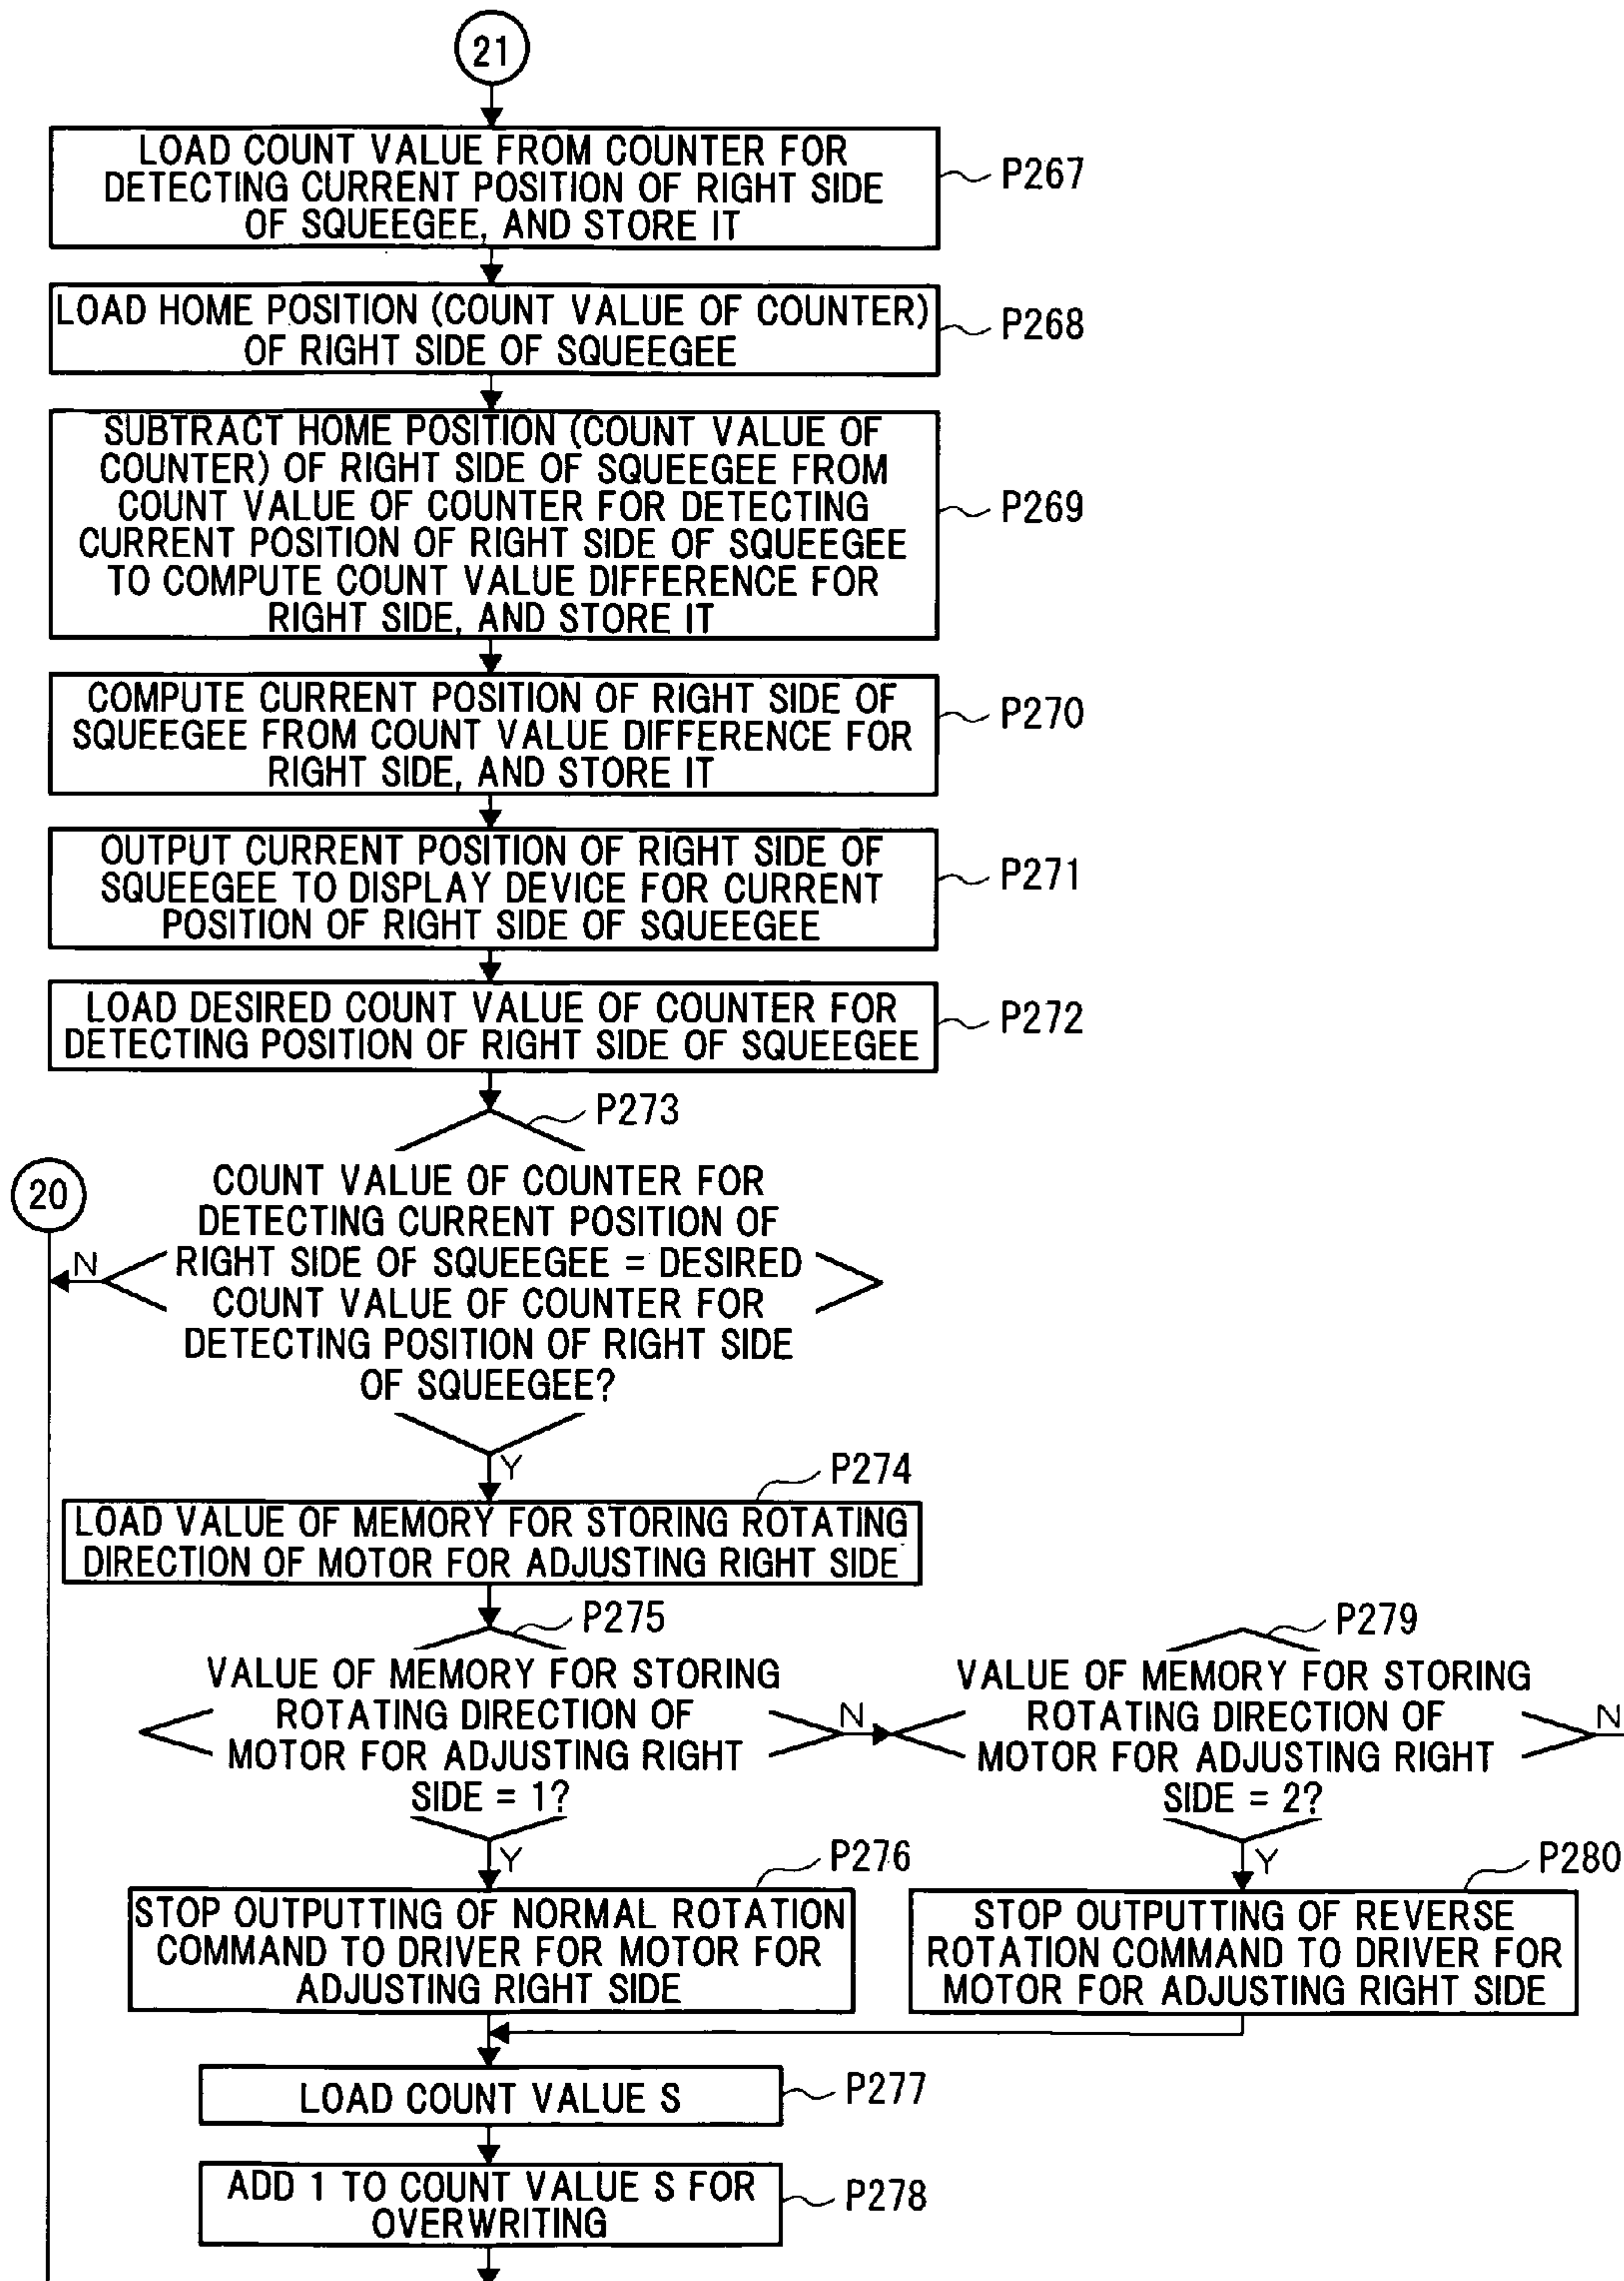 21
LOAD COUNT VALUE FROM COUNTER FOR
DETECTING CURRENT POSITION OF RIGHT SIDE
OF SQUEEGEE, AND STORE IT
P267
LOAD HOME POSITION (COUNT VALUE OF COUNTER)
OF RIGHT SIDE OF SQUEEGEE
P268
SUBTRACT HOME POSITION (COUNT VALUE OF
COUNTER) OF RIGHT SIDE OF SQUEEGEE FROM
COUNT VALUE OF COUNTER FOR DETECTING
CURRENT POSITION OF RIGHT SIDE OF SQUEEGEE
TO COMPUTE COUNT VALUE DIFFERENCE FOR
RIGHT SIDE, AND STORE IT
P269
COMPUTE CURRENT POSITION OF RIGHT SIDE OF
SQUEEGEE FROM COUNT VALUE DIFFERENCE FOR
RIGHT SIDE, AND STORE IT
P270
OUTPUT CURRENT POSITION OF RIGHT SIDE OF
SQUEEGEE TO DISPLAY DEVICE FOR CURRENT
POSITION OF RIGHT SIDE OF SQUEEGEE
P271
LOAD DESIRED COUNT VALUE OF COUNTER FOR
DETECTING POSITION OF RIGHT SIDE OF SQUEEGEE
P272
P273
20
COUNT VALUE OF COUNTER FOR
DETECTING CURRENT POSITION OF
RIGHT SIDE OF SQUEEGEE = DESIRED
COUNT VALUE OF COUNTER FOR
DETECTING POSITION OF RIGHT SIDE
OF SQUEEGEE?
N
Y
P274
LOAD VALUE OF MEMORY FOR STORING ROTATING
DIRECTION OF MOTOR FOR ADJUSTING RIGHT SIDE
P275
VALUE OF MEMORY FOR STORING
ROTATING DIRECTION OF
MOTOR FOR ADJUSTING RIGHT
SIDE = 1?
N
Y
P279
VALUE OF MEMORY FOR STORING
ROTATING DIRECTION OF
MOTOR FOR ADJUSTING RIGHT
SIDE = 2?
N
Y
P276
STOP OUTPUTTING OF NORMAL ROTATION
COMMAND TO DRIVER FOR MOTOR FOR
ADJUSTING RIGHT SIDE
P280
STOP OUTPUTTING OF REVERSE
ROTATION COMMAND TO DRIVER FOR
MOTOR FOR ADJUSTING RIGHT SIDE
LOAD COUNT VALUE S
P277
ADD 1 TO COUNT VALUE S FOR
OVERWRITING
P278